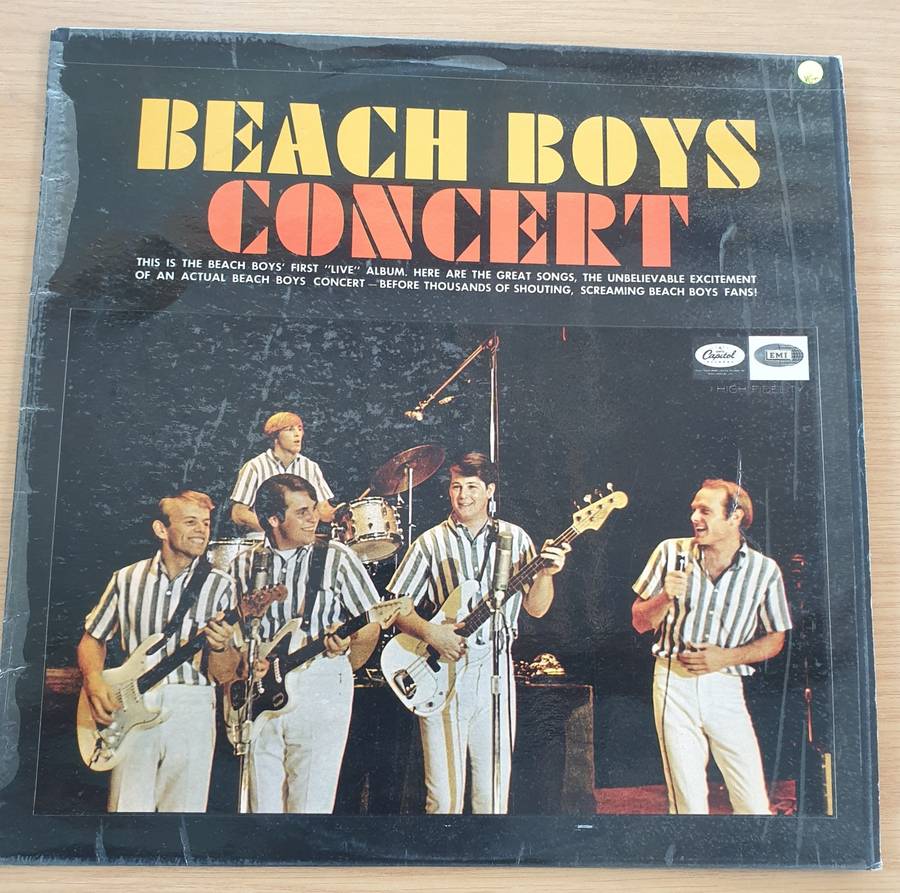 BEACH BOYS
CONCERT
THIS IS THE BEACH BOYS' FIRST "LIVE" ALBUM. HERE ARE THE GREAT SONGS, THE UNBELIEVABLE EXCITEMENT
OF AN ACTUAL BEACH BOYS CONCERT—BEFORE THOUSANDS OF SHOUTING, SCREAMING BEACH BOYS FANS!
Capitol
RECORDS
EMI
HIGH FIDELITY